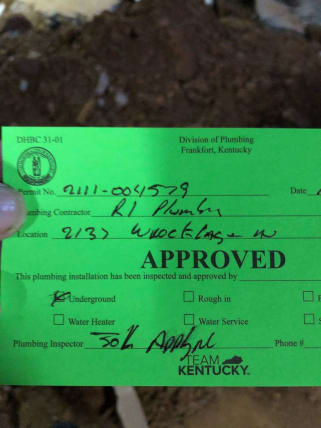 DHBC 31-01 Division of Plumbing
Frankfort, Kentucky
Permit No. 2111-004579 Date
Plumbing Contractor RI Plumbing
Location 2137
APPROVED
This plumbing installation has been inspected and approved by
Underground Rough in
Water Heater Water Service
Plumbing Inspector Phone #
TEAM
KENTUCKY